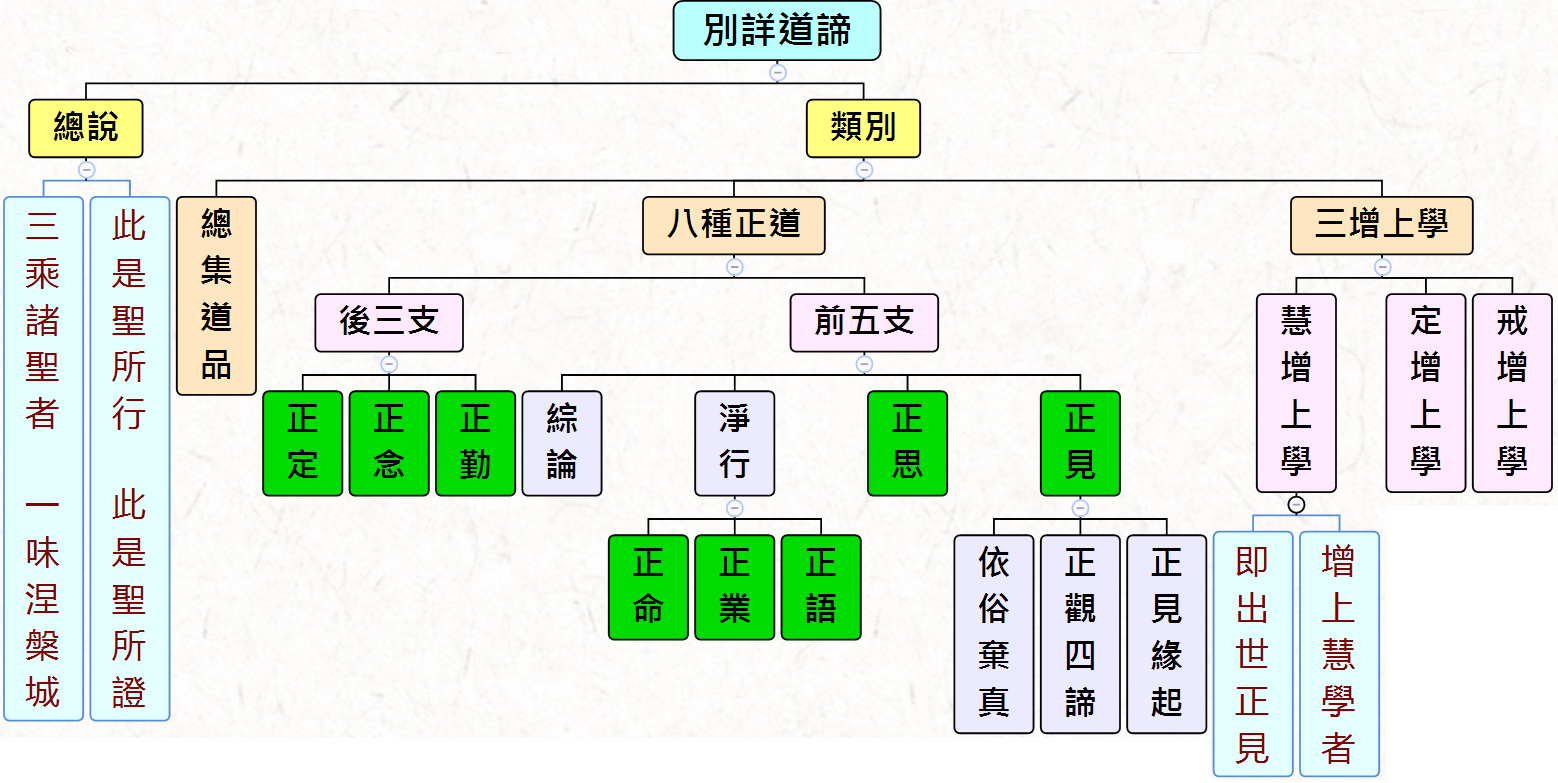 別詳道諦
總說
類別
此是聖所行 此是聖所證
三乘諸聖者 一味涅槃城
三增上學
八種正道
總集道品
戒增上學
定增上學
慧增上學
增上慧學者
即出世正見
前五支
後三支
正見
正思
淨行
綜論
正見緣起
正觀四諦
依俗棄真
正語
正業
正命
正勤
正念
正定